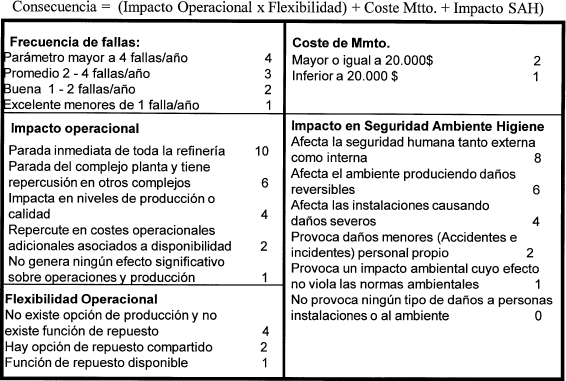 Consecuencia = (Impacto Operacional x Flexibilidad) + Coste Mtto. + Impacto SAH)
Frecuencia de fallas:
Parámetro mayor a 4 fallas/año 4
Promedio 2 - 4 fallas/año 3
Buena 1 - 2 fallas/año 2
Excelente menores de 1 falla/año 1
Impacto operacional
Parada inmediata de toda la refinería 10
Parada del complejo planta y tiene
repercusión en otros complejos 6
Impacta en niveles de producción o
calidad 4
Repercute en costes operacionales
adicionales asociados a disponibilidad 2
No genera ningún efecto significativo
sobre operaciones y producción 1
Flexibilidad Operacional
No existe opción de producción y no
existe función de repuesto 4
Hay opción de repuesto compartido 2
Función de repuesto disponible 1
Coste de Mmto.
Mayor o igual a 20.000$ 2
Inferior a 20.000 $ 1
Impacto en Seguridad Ambiente Higiene
Afecta la seguridad humana tanto externa
como interna 8
Afecta el ambiente produciendo daños
reversibles 6
Afecta las instalaciones causando
daños severos 4
Provoca daños menores (Accidentes e
incidentes) personal propio 2
Provoca un impacto ambiental cuyo efecto
no viola las normas ambientales 1
No provoca ningún tipo de daños a personas
instalaciones o al ambiente 0